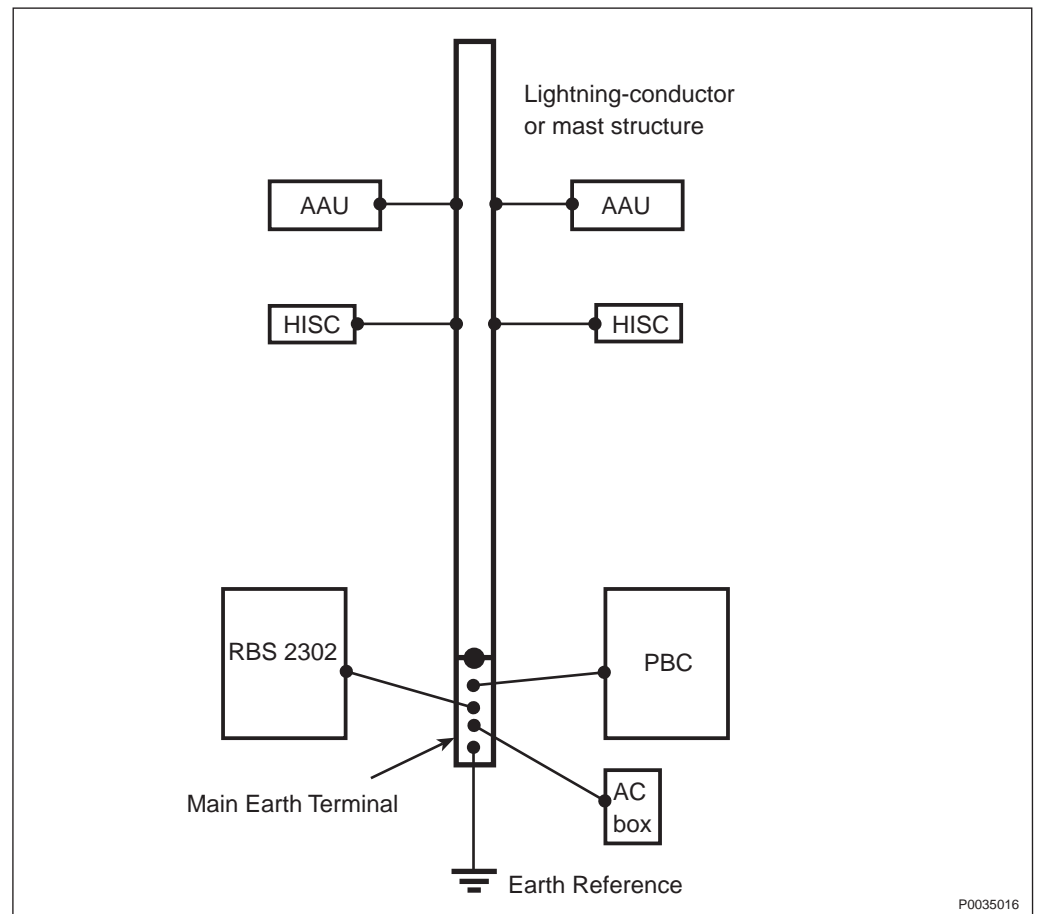 Lightning-conductor
or mast structure
AAU
AAU
HISC
HISC
RBS 2302
PBC
Main Earth Terminal
AC
box
Earth Reference
P0035016